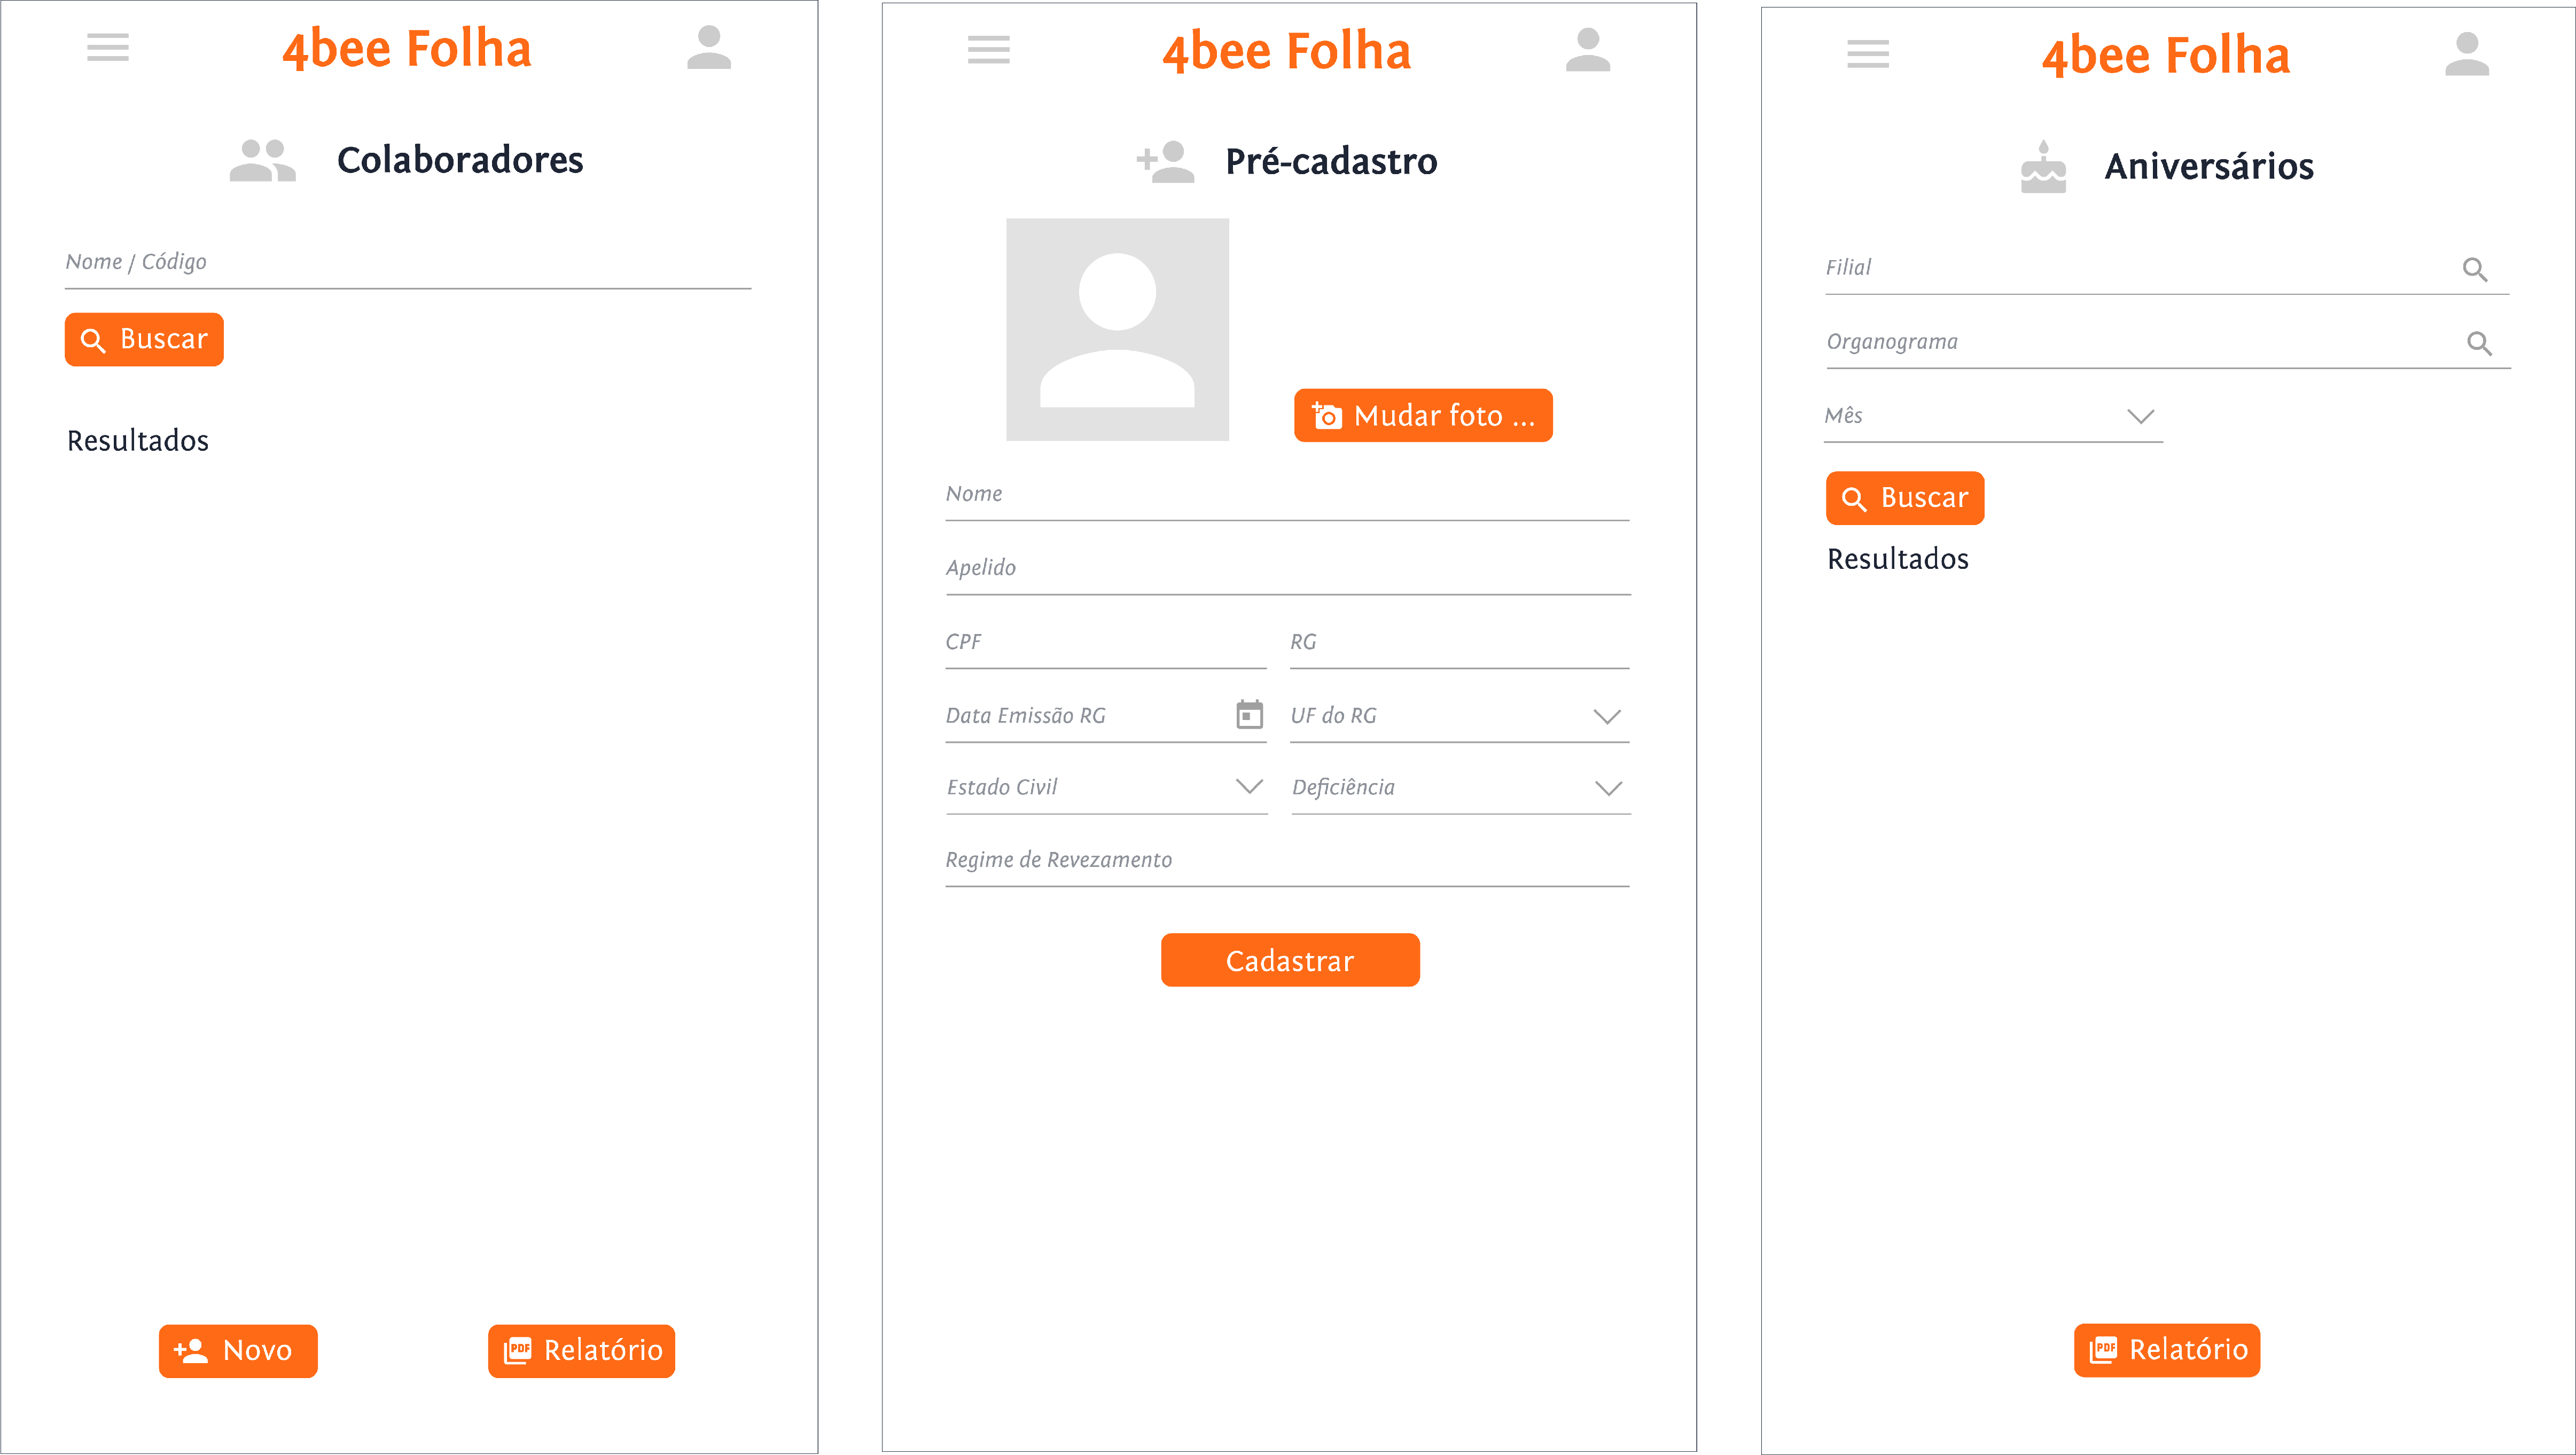 4bee Folha
Colaboradores
Nome / Código
Buscar
Resultados
Novo
PDF Relatório
4bee Folha
Pré-cadastro
Mudar foto ...
Nome
Apelido
CPF RG
Data Emissão RG UF do RG
Estado Civil Deficiência
Regime de Revezamento
Cadastrar
4bee Folha
Aniversários
Filial
Organograma
Mês
Buscar
Resultados
PDF Relatório